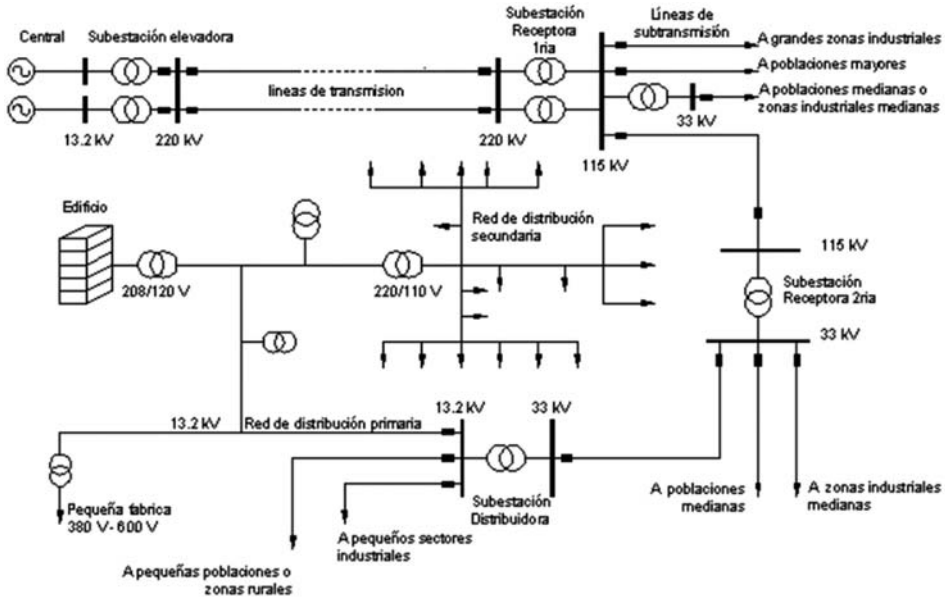 Central
Subestación elevadora
Subestación
Receptora
1ria
Líneas de
subtransmisión
A grandes zonas industriales
A poblaciones mayores
A poblaciones medianas o
zonas industriales medianas
lineas de transmision
13.2 kV
220 kV
220 kV
33 kV
115 kV
Edificio
Red de distribución
secundaria
208/120 V
220/110 V
115 kV
Subestación
Receptora 2ria
33 kV
13.2 kV
Red de distribución primaria
13.2 kV
33 kV
Pequeña fabrica
380 V- 600 V
Subestación
Distribuidora
A poblaciones
medianas
A zonas industriales
medianas
A pequeños sectores
industriales
A pequeñas poblaciones o
zonas rurales